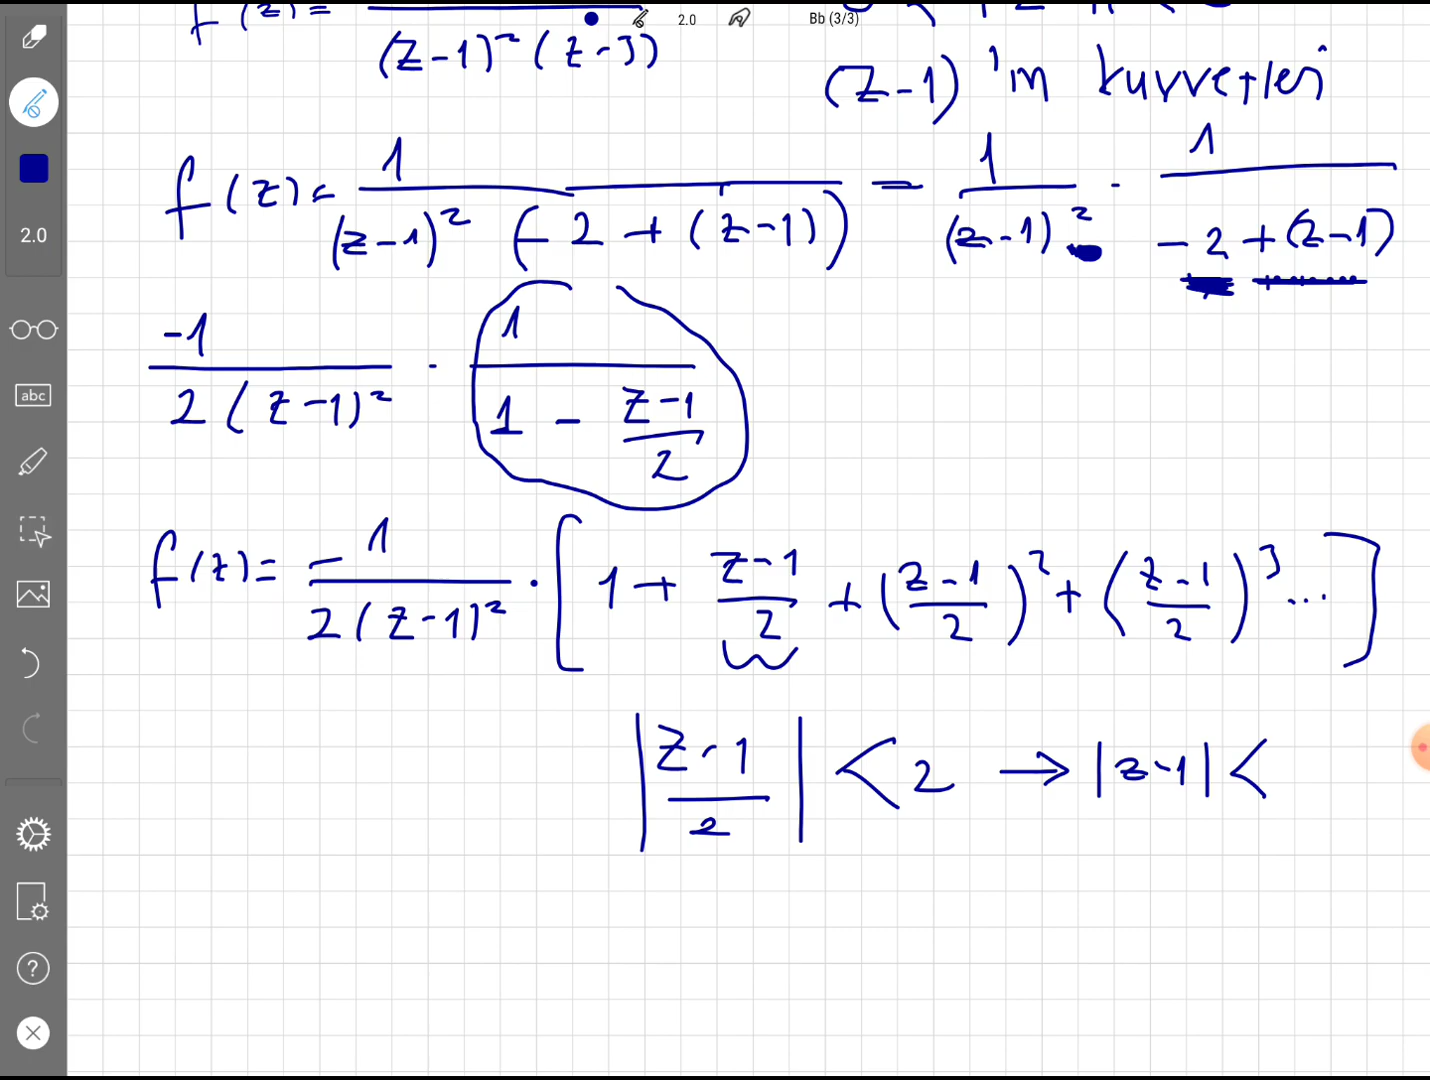 2.0
Bb (3/3)
f(z) =
(z-1)² (z-3)
(z-1) 'in kuvvetleri
f(z) = 1 / (z-1)² (-2 + (z-1)) = 1 / (z-1)² · 1 / -2 + (z-1)
2.0
-1 / 2(z-1)² · 1 / 1 - z-1/2
abc
f(z) = -1 / 2(z-1)² · [1 + z-1/2 + (z-1/2)² + (z-1/2)³ ...]
|z-1/2| < 2 → |z-1| <
?